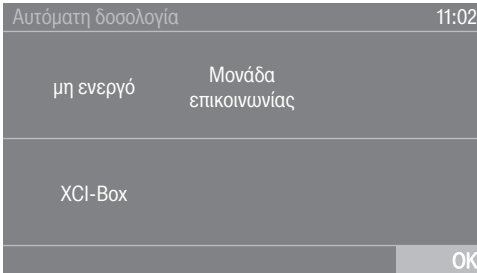 Αυτόματη δοσολογία 11:02
μη ενεργό
Μονάδα
επικοινωνίας
XCI-Box
OK